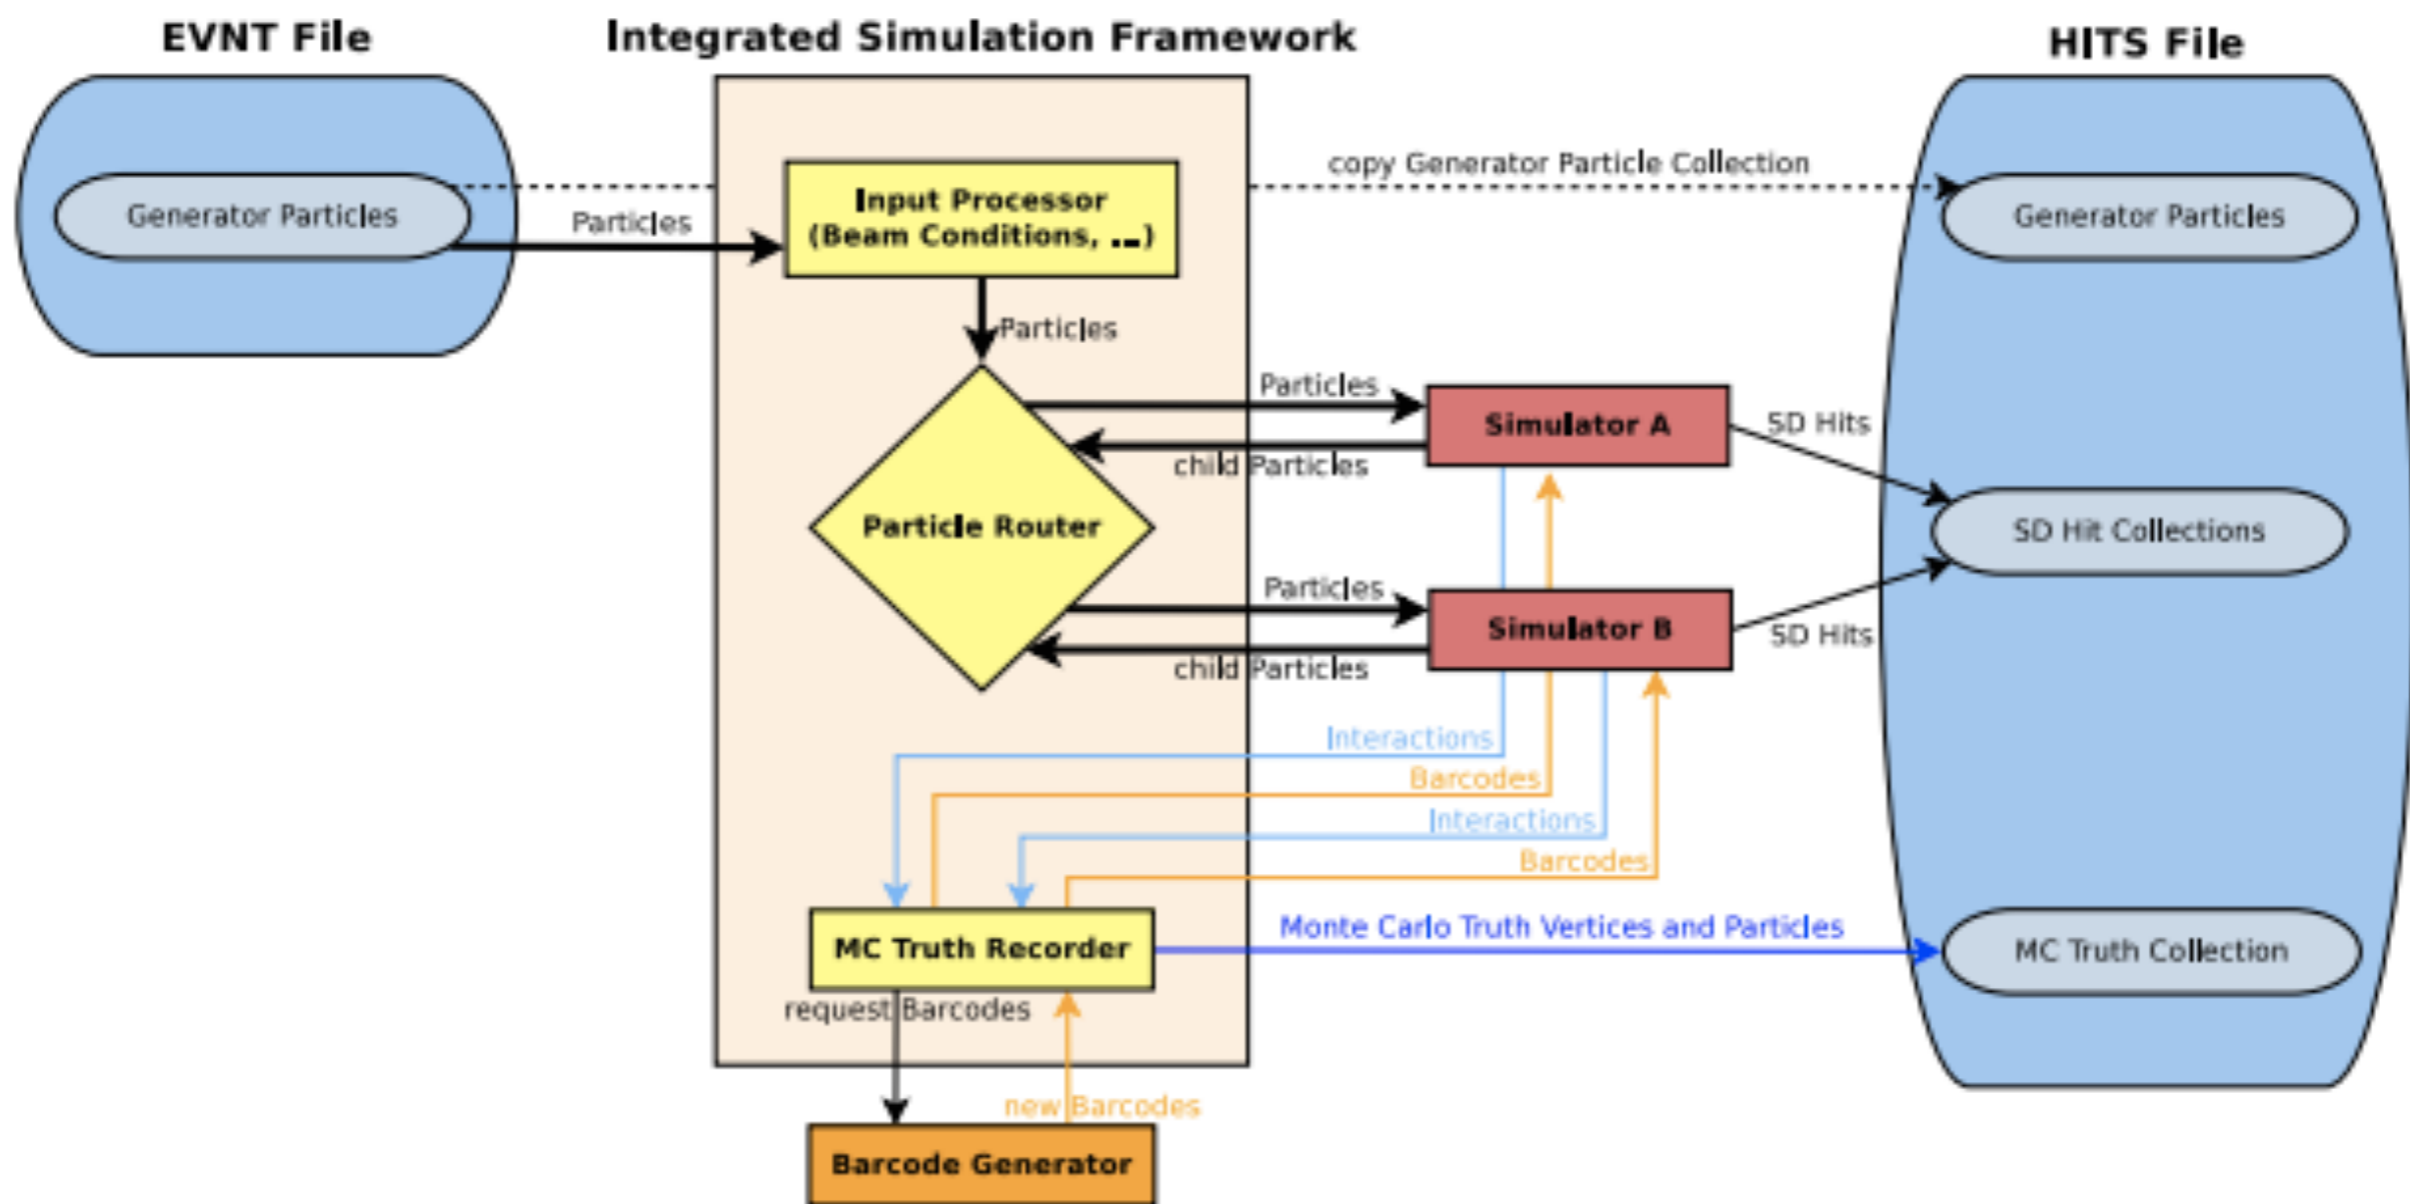 EVNT File
Integrated Simulation Framework
HITS File
Generator Particles
Particles
Input Processor
(Beam Conditions, ...)
copy Generator Particle Collection
Generator Particles
Particles
Particles
Simulator A
SD Hits
child Particles
Particle Router
SD Hit Collections
Particles
Simulator B
SD Hits
child Particles
Interactions
Barcodes
Interactions
Barcodes
MC Truth Recorder
Monte Carlo Truth Vertices and Particles
MC Truth Collection
request Barcodes
new Barcodes
Barcode Generator